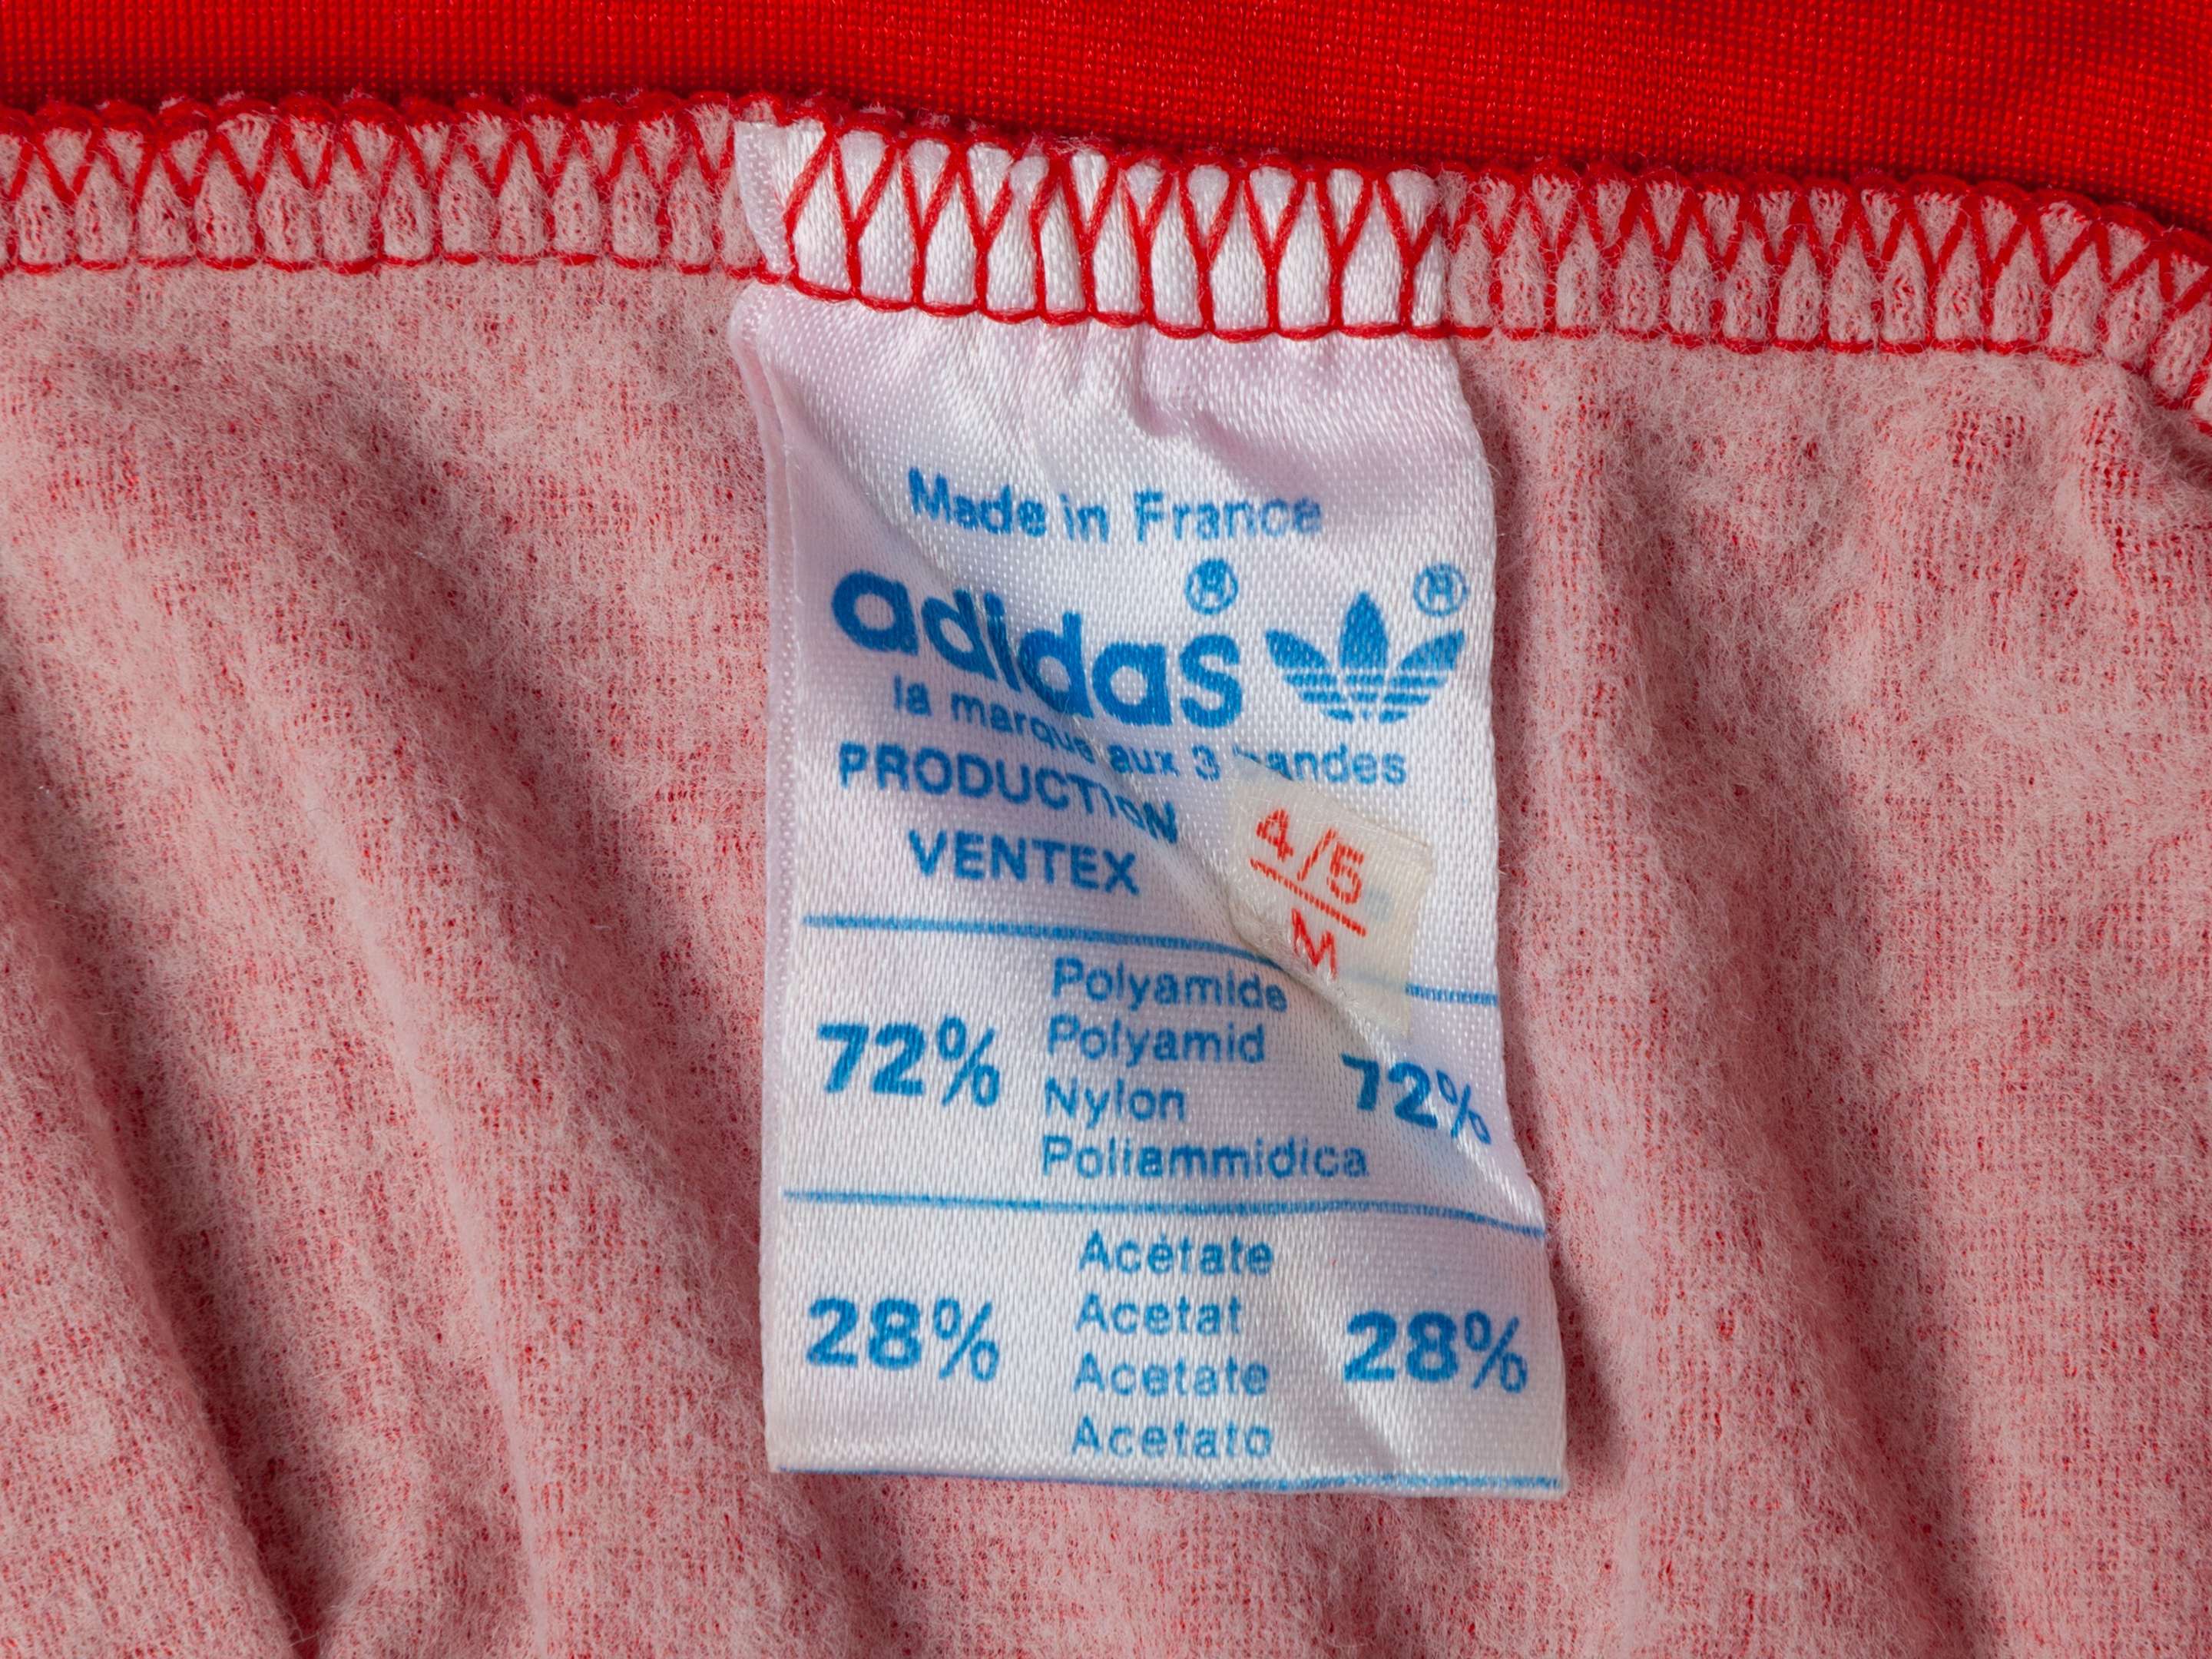 Made in France
adidas® ®
la marque aux 3 bandes
PRODUCTION
VENTEX
4/5
M
Polyamide
72% Polyamid 72%
Nylon
Poliammidica
Acétate
28% Acetat 28%
Acetate
Acetato